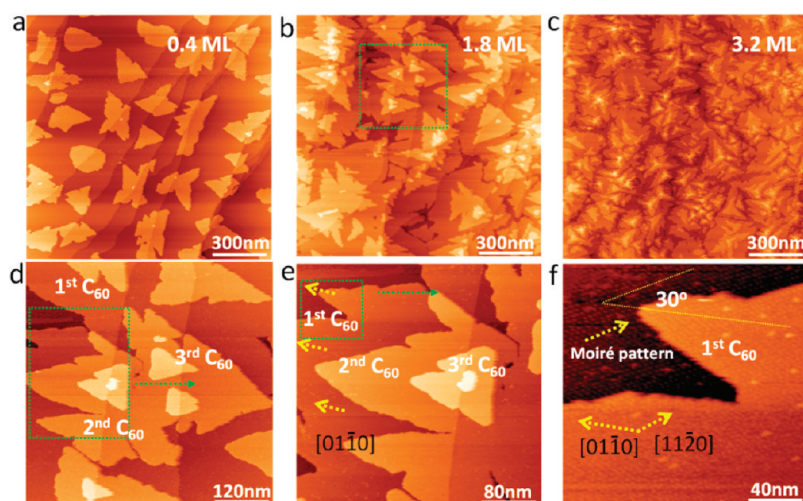 a
0.4 ML
300nm
b
1.8 ML
300nm
c
3.2 ML
300nm
d
1st C60
3rd C60
2nd C60
120nm
e
1st C60
2nd C60
3rd C60
[011̄0]
80nm
f
30º
1st C60
Moiré pattern
[011̄0]
[112̄0]
40nm